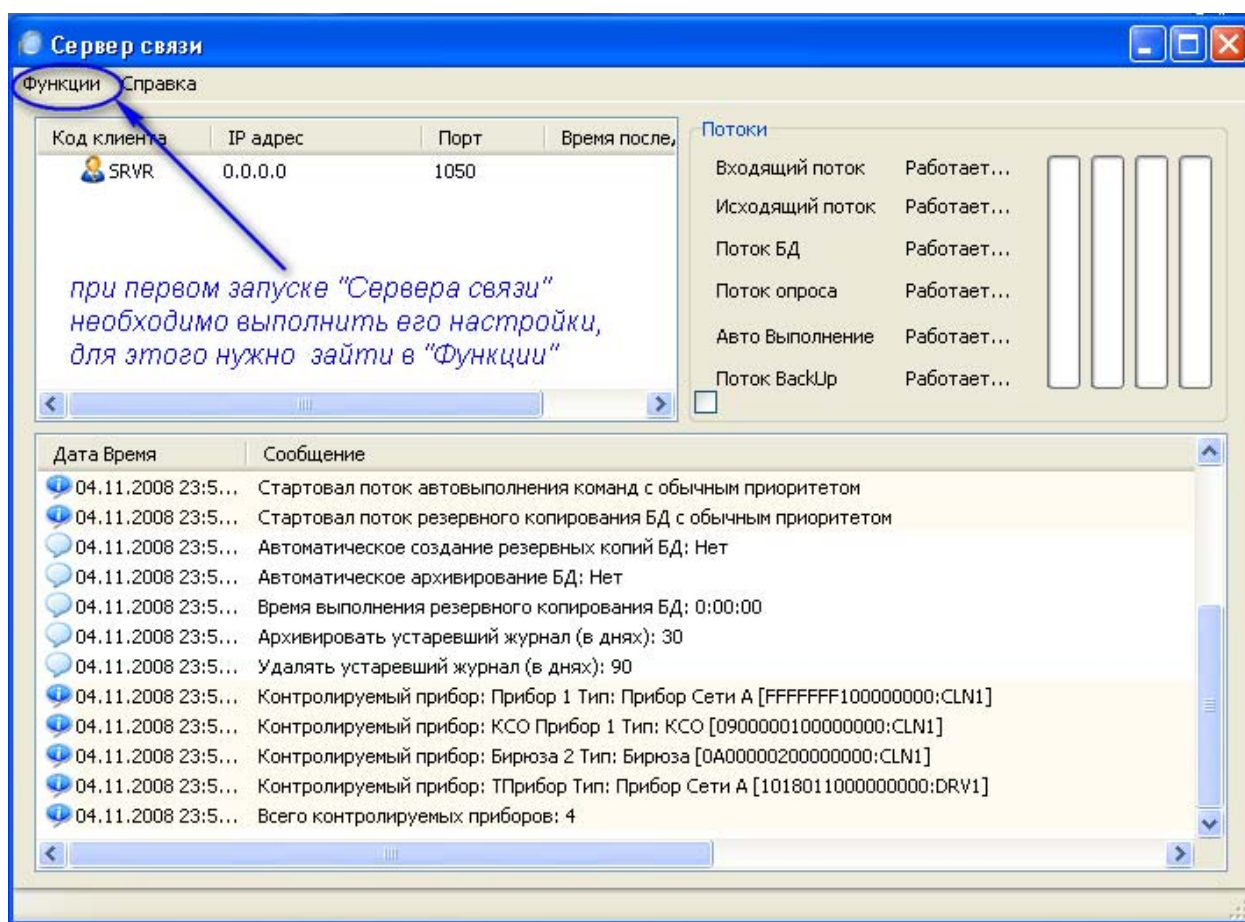 Сервер связи
Функции Справка
Код клиента IP адрес Порт Время после,
SRVR 0.0.0.0 1050
при первом запуске "Сервера связи"
необходимо выполнить его настройки,
для этого нужно зайти в "Функции"
Потоки
Входящий поток Работает...
Исходящий поток Работает...
Поток БД Работает...
Поток опроса Работает...
Авто Выполнение Работает...
Поток BackUp Работает...
Дата Время Сообщение
04.11.2008 23:5... Стартовал поток автовыполнения команд с обычным приоритетом
04.11.2008 23:5... Стартовал поток резервного копирования БД с обычным приоритетом
04.11.2008 23:5... Автоматическое создание резервных копий БД: Нет
04.11.2008 23:5... Автоматическое архивирование БД: Нет
04.11.2008 23:5... Время выполнения резервного копирования БД: 0:00:00
04.11.2008 23:5... Архивировать устаревший журнал (в днях): 30
04.11.2008 23:5... Удалять устаревший журнал (в днях): 90
04.11.2008 23:5... Контролируемый прибор: Прибор 1 Тип: Прибор Сети А [FFFFFFF100000000:CLN1]
04.11.2008 23:5... Контролируемый прибор: КСО Прибор 1 Тип: КСО [0900000100000000:CLN1]
04.11.2008 23:5... Контролируемый прибор: Бирюза 2 Тип: Бирюза [0A00000200000000:CLN1]
04.11.2008 23:5... Контролируемый прибор: ТПрибор Тип: Прибор Сети А [1018011000000000:DRV1]
04.11.2008 23:5... Всего контролируемых приборов: 4